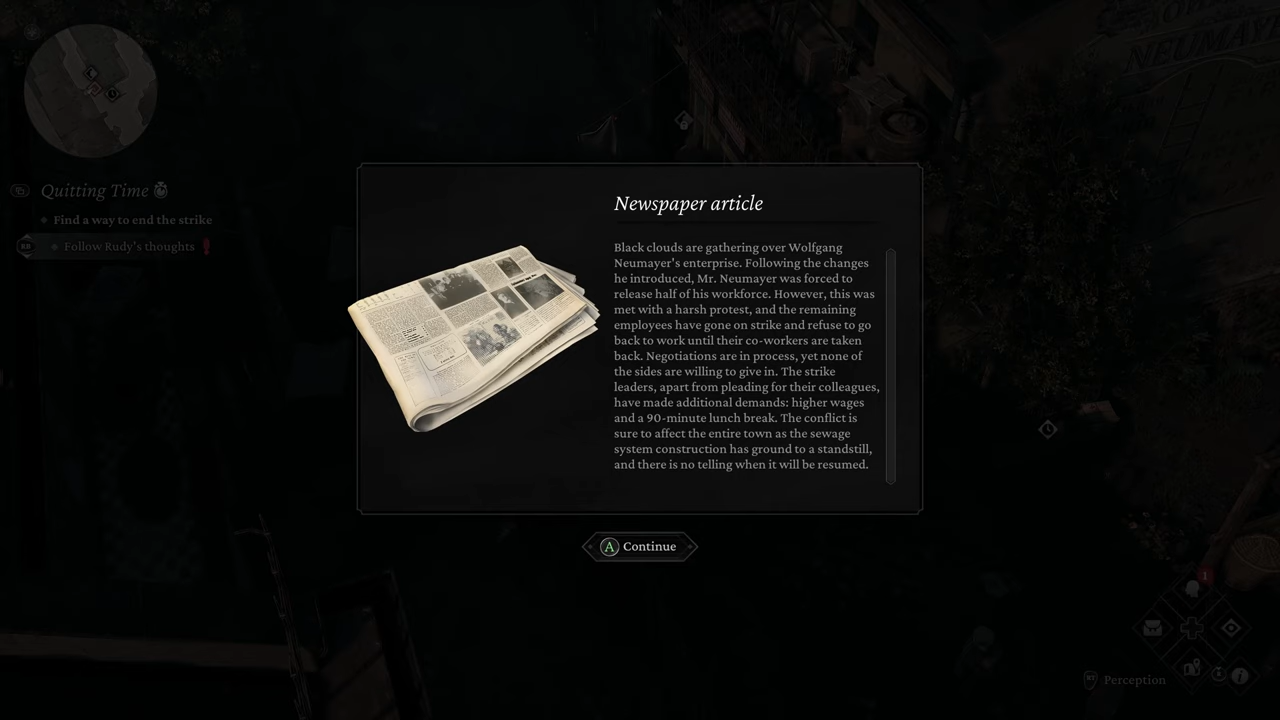 NEUMAYE
Quitting Time
Find a way to end the strike
RB
Follow Rudy's thoughts
Newspaper article
Black clouds are gathering over Wolfgang
Neumayer's enterprise. Following the changes
he introduced, Mr. Neumayer was forced to
release half of his workforce. However, this was
met with a harsh protest, and the remaining
employees have gone on strike and refuse to go
back to work until their co-workers are taken
back. Negotiations are in process, yet none of
the sides are willing to give in. The strike
leaders, apart from pleading for their colleagues,
have made additional demands: higher wages
and a 90-minute lunch break. The conflict is
sure to affect the entire town as the sewage
system construction has ground to a standstill,
and there is no telling when it will be resumed.
A Continue
1
RT Perception